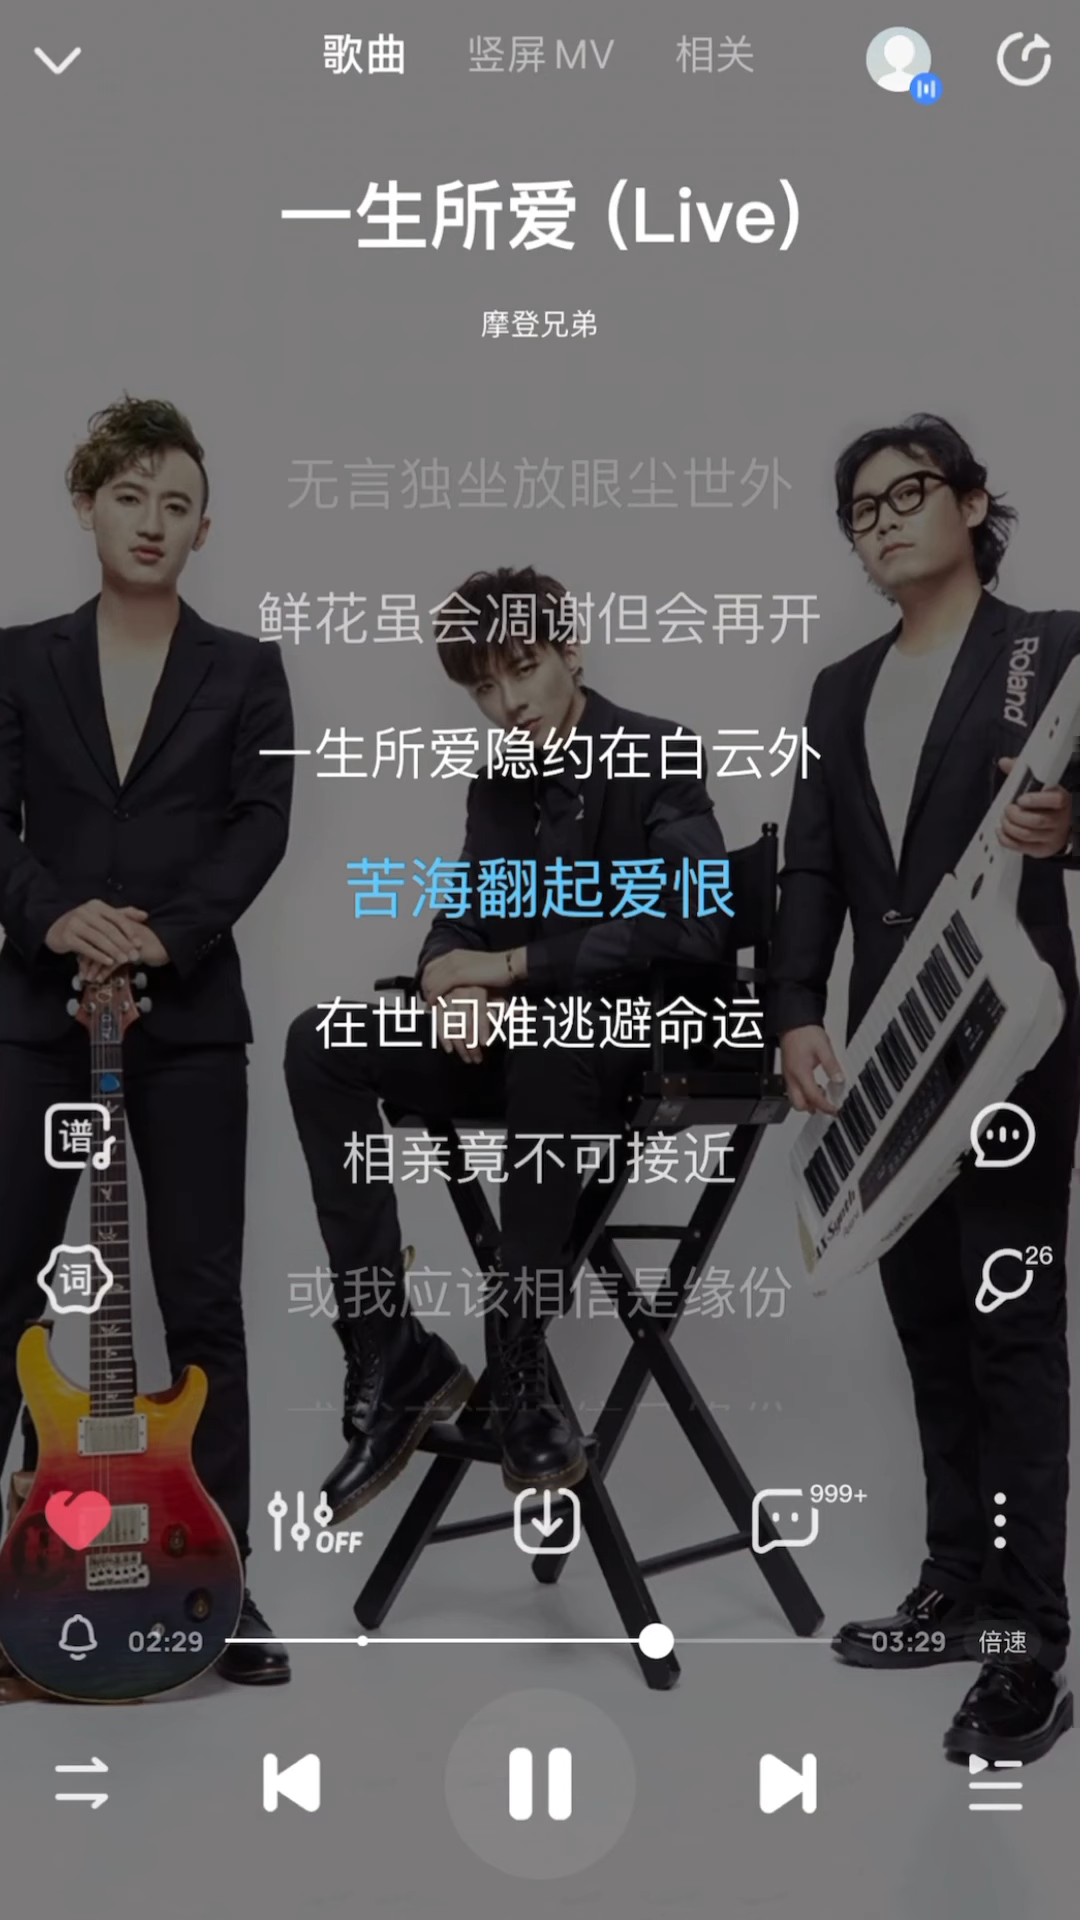 歌曲 竖屏MV 相关
一生所爱 (Live)
摩登兄弟
无言独坐放眼尘世外
鲜花虽会凋谢但会再开
一生所爱隐约在白云外
苦海翻起爱恨
在世间难逃避命运
相亲竟不可接近
或我应该相信是缘份
Roland
AX-Synth
谱
词
26
OFF
999+
02:29
03:29 倍速